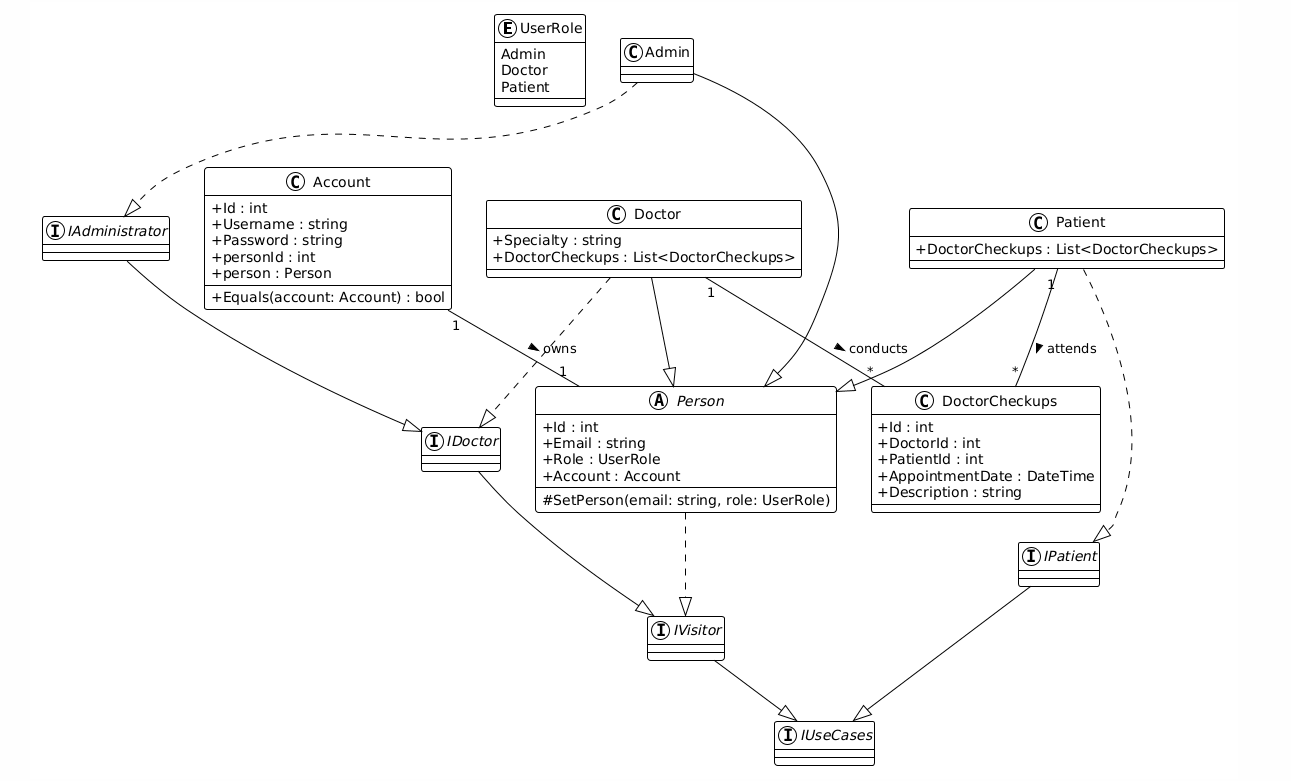 E UserRole
Admin
Doctor
Patient
C Admin
I IAdministrator
C Account
+Id : int
+Username : string
+Password : string
+personId : int
+person : Person
+Equals(account: Account) : bool
C Doctor
+Specialty : string
+DoctorCheckups : List<DoctorCheckups>
C Patient
+DoctorCheckups : List<DoctorCheckups>
1
owns
1
1
conducts
*
1
attends
*
I IDoctor
A Person
+Id : int
+Email : string
+Role : UserRole
+Account : Account
#SetPerson(email: string, role: UserRole)
C DoctorCheckups
+Id : int
+DoctorId : int
+PatientId : int
+AppointmentDate : DateTime
+Description : string
I IPatient
I IVisitor
I IUseCases